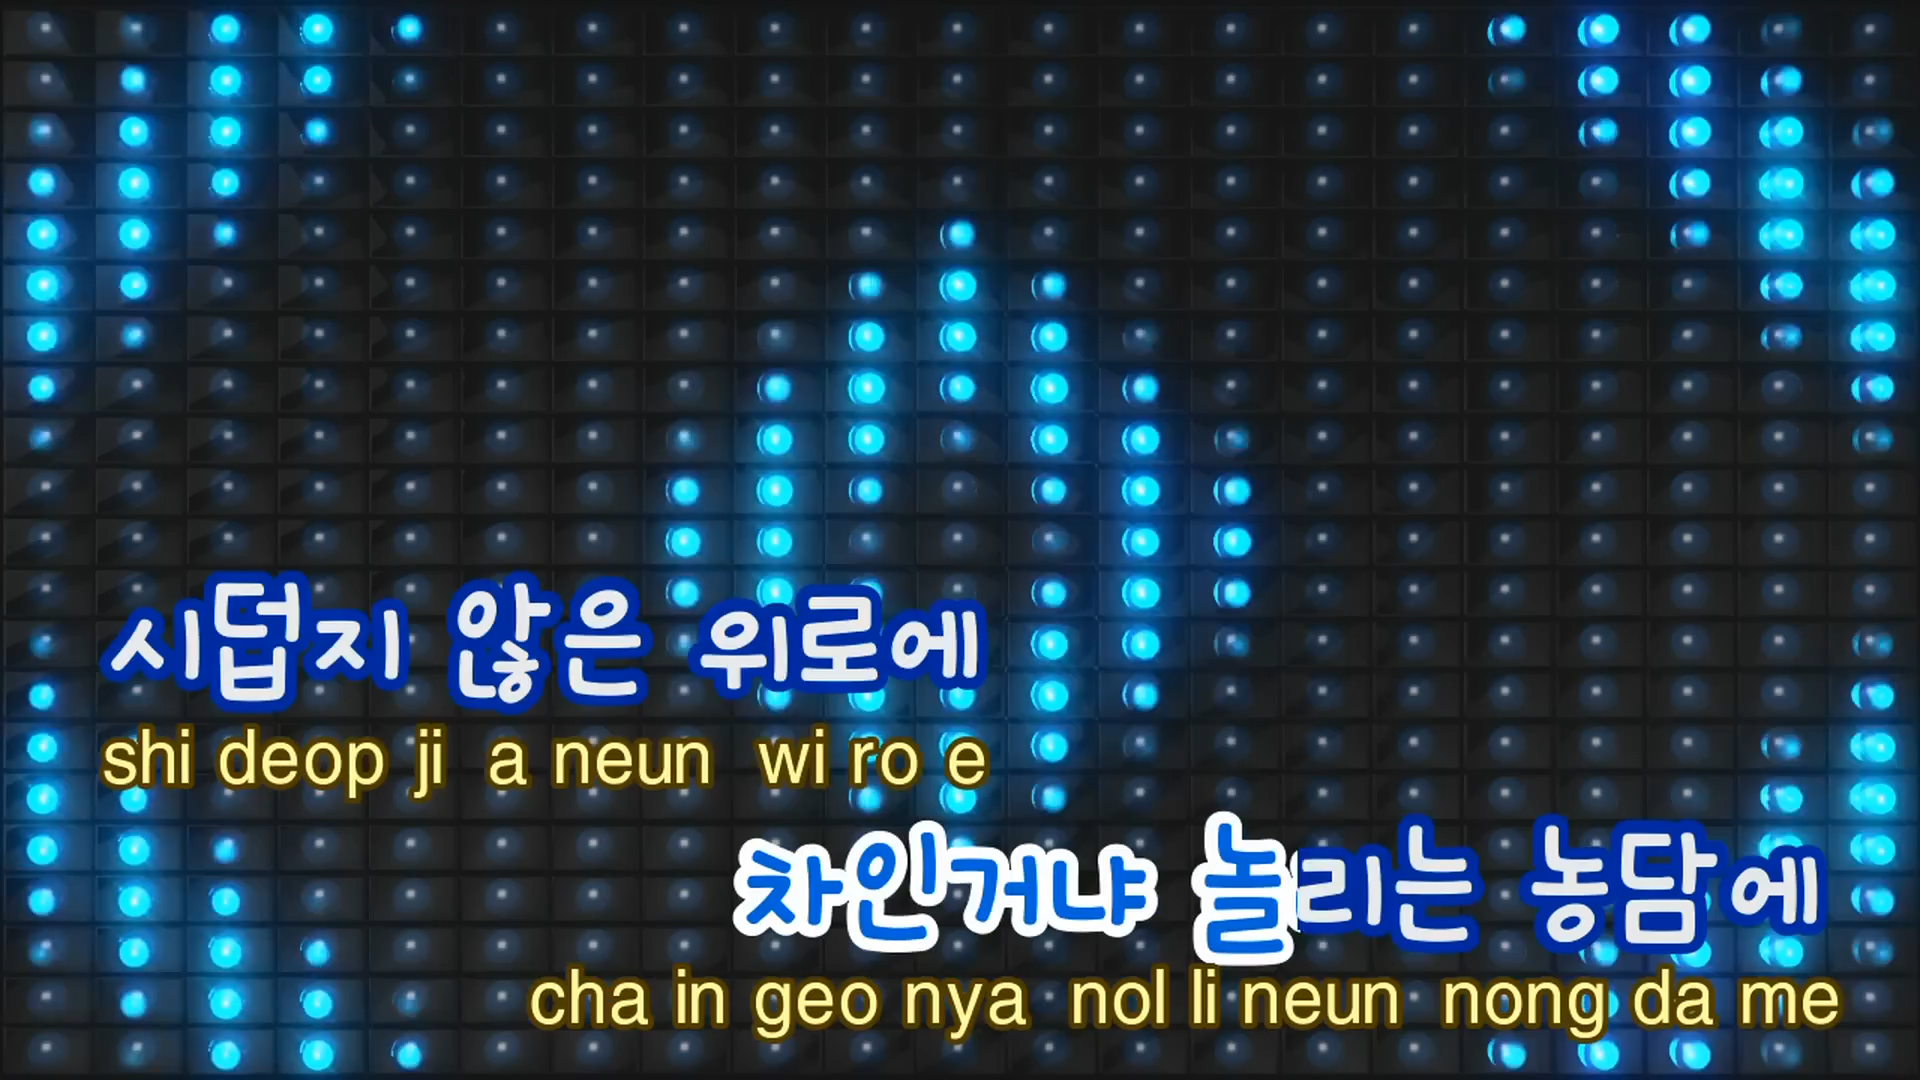 시덥지 않은 위로에
shi deop ji a neun wi ro e
차인거냐 놀리는 농담에
cha in geo nya nol li neun nong da me